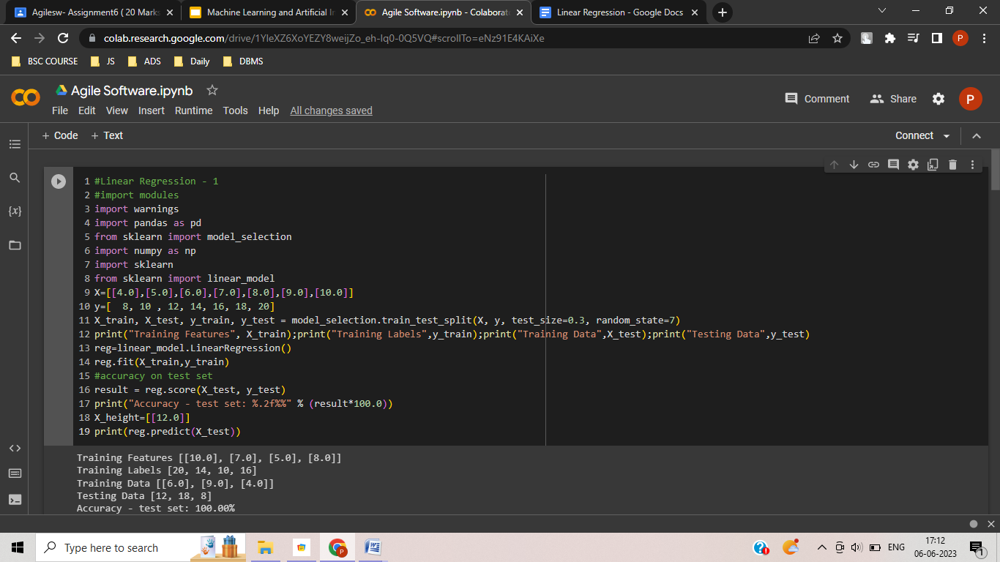 Agilesw- Assignment6 ( 20 Marks
Machine Learning and Artificial In
Agile Software.ipynb - Colaborato
Linear Regression - Google Docs
colab.research.google.com/drive/1YIeXZ6XoYEZY8weijZo_eh-Iq0-0Q5VQ#scrollTo=eNz91E4KAiXe
P
BSC COURSE
JS
ADS
Daily
DBMS
Agile Software.ipynb
Comment
Share
P
File Edit View Insert Runtime Tools Help All changes saved
+ Code + Text
Connect
{x}
1 #Linear Regression - 1
2 #import modules
3 import warnings
4 import pandas as pd
5 from sklearn import model_selection
6 import numpy as np
7 import sklearn
8 from sklearn import linear_model
9 X=[[4.0],[5.0],[6.0],[7.0],[8.0],[9.0],[10.0]]
10 y=[  8, 10 , 12, 14, 16, 18, 20]
11 X_train, X_test, y_train, y_test = model_selection.train_test_split(X, y, test_size=0.3, random_state=7)
12 print("Training Features", X_train);print("Training Labels",y_train);print("Training Data",X_test);print("Testing Data",y_test)
13 reg=linear_model.LinearRegression()
14 reg.fit(X_train,y_train)
15 #accuracy on test set
16 result = reg.score(X_test, y_test)
17 print("Accuracy - test set: %.2f%%" % (result*100.0))
18 X_height=[[12.0]]
19 print(reg.predict(X_test))
Training Features [[10.0], [7.0], [5.0], [8.0]]
Training Labels [20, 14, 10, 16]
Training Data [[6.0], [9.0], [4.0]]
Testing Data [12, 18, 8]
Accuracy - test set: 100.00%
Type here to search
P
W
ENG
17:12
06-06-2023
1